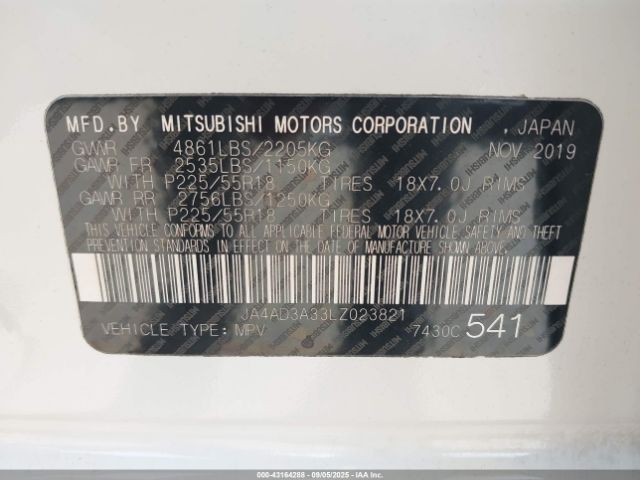 MFD.BY MITSUBISHI MOTORS CORPORATION , JAPAN
GVWR 4861LBS/2205KG NOV 2019
GAWR FR 2535LBS/1150KG
WITH P225/55R18 TIRES 18X7.0J RIMS
GAWR RR 2756LBS/1250KG
WITH P225/55R18 TIRES 18X7.0J RIMS
THIS VEHICLE CONFORMS TO ALL APPLICABLE FEDERAL MOTOR VEHICLE SAFETY AND THEFT
PREVENTION STANDARDS IN EFFECT ON THE DATE OF MANUFACTURE SHOWN ABOVE.
JA4AD3A33LZ023821
VEHICLE TYPE: MPV 7430C 541
000-43164288 - 09/05/2025 - COPYRIGHT IAA, LLC.